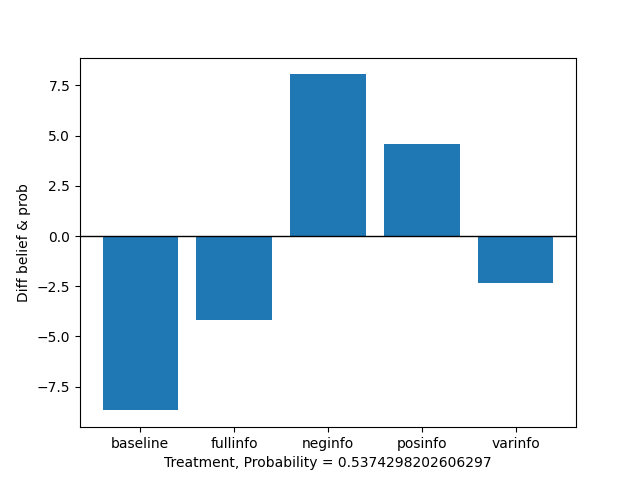 7.5
5.0
2.5
0.0
−2.5
−5.0
−7.5
Diff belief & prob
baseline fullinfo neginfo posinfo varinfo
Treatment, Probability = 0.5374298202606297